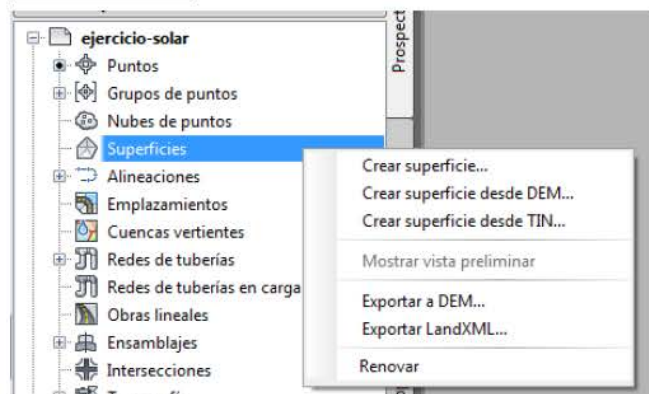 Prospect
ejercicio-solar
Puntos
Grupos de puntos
Nubes de puntos
Superficies
Alineaciones
Emplazamientos
Cuencas vertientes
Redes de tuberías
Redes de tuberías en carga
Obras lineales
Ensamblajes
Intersecciones
Crear superficie...
Crear superficie desde DEM...
Crear superficie desde TIN...
Mostrar vista preliminar
Exportar a DEM...
Exportar LandXML...
Renovar